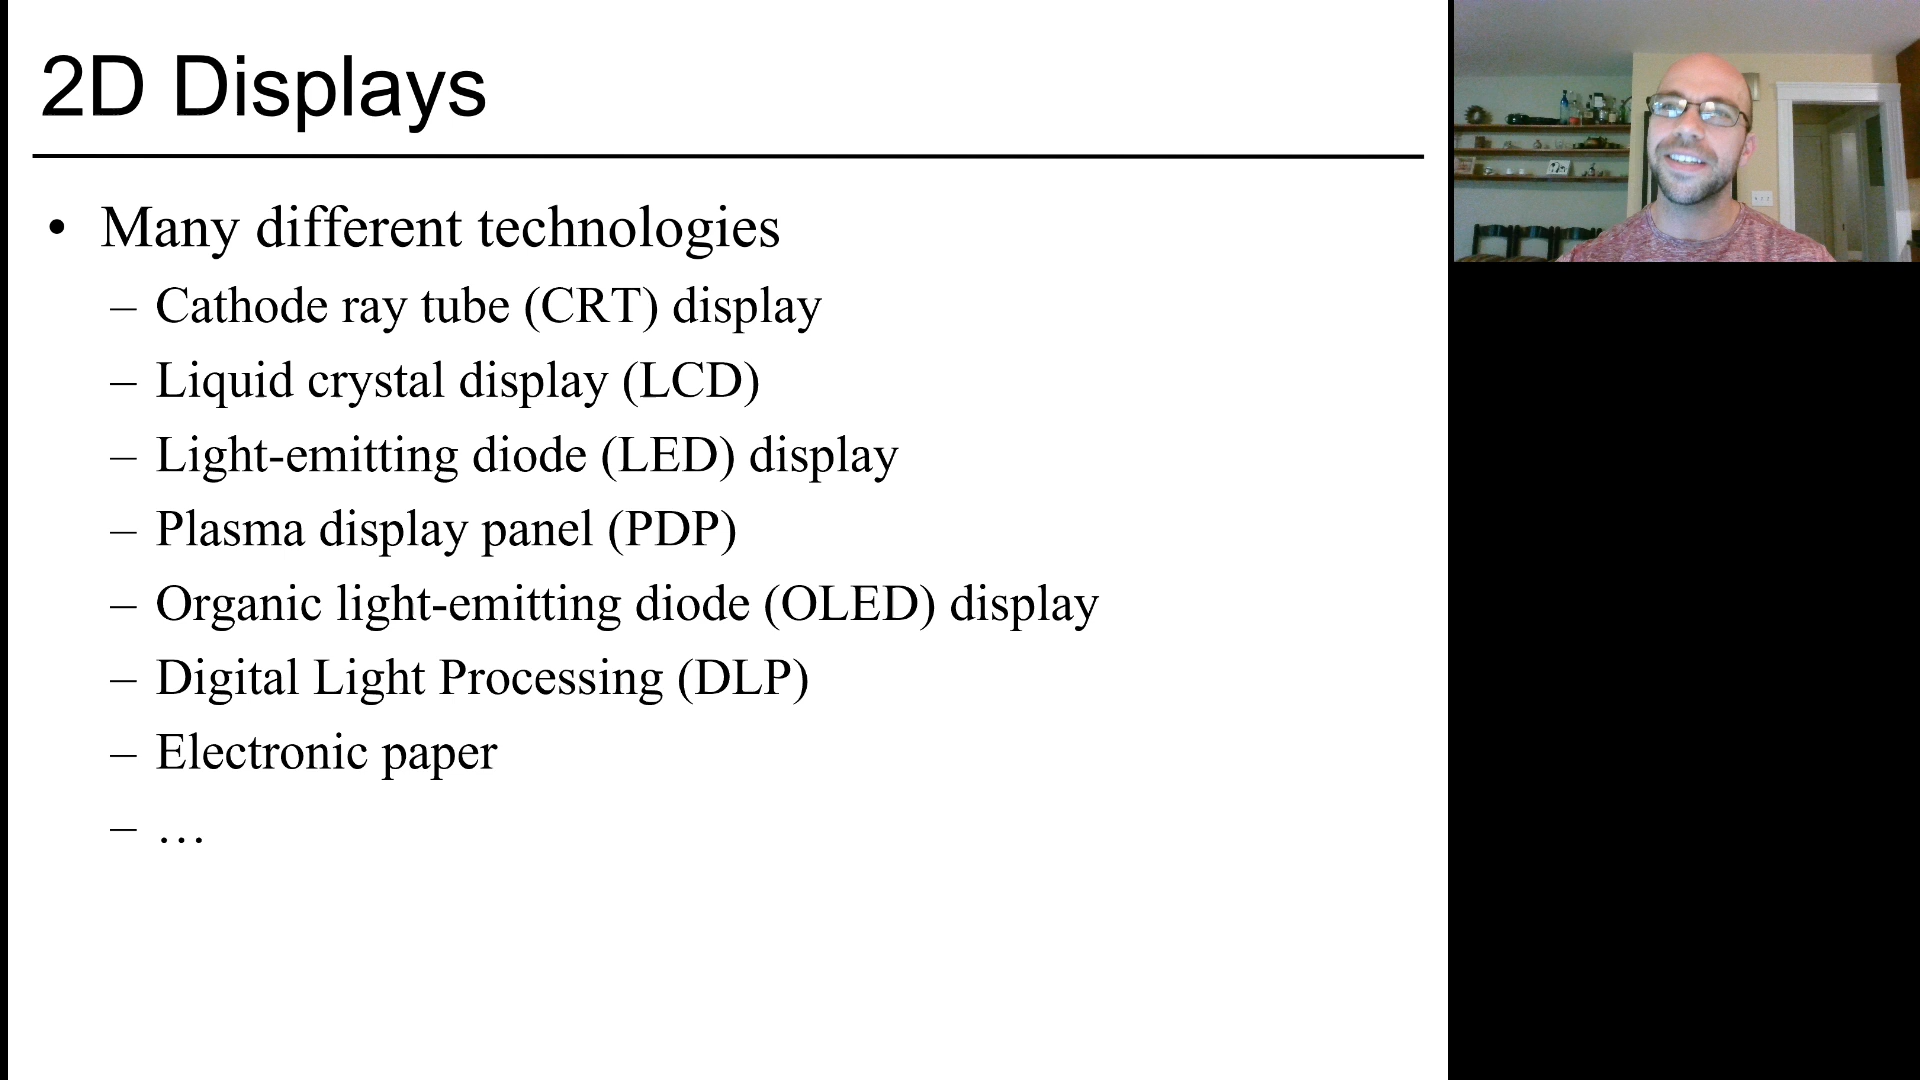 2D Displays
• Many different technologies
– Cathode ray tube (CRT) display
– Liquid crystal display (LCD)
– Light-emitting diode (LED) display
– Plasma display panel (PDP)
– Organic light-emitting diode (OLED) display
– Digital Light Processing (DLP)
– Electronic paper
– …